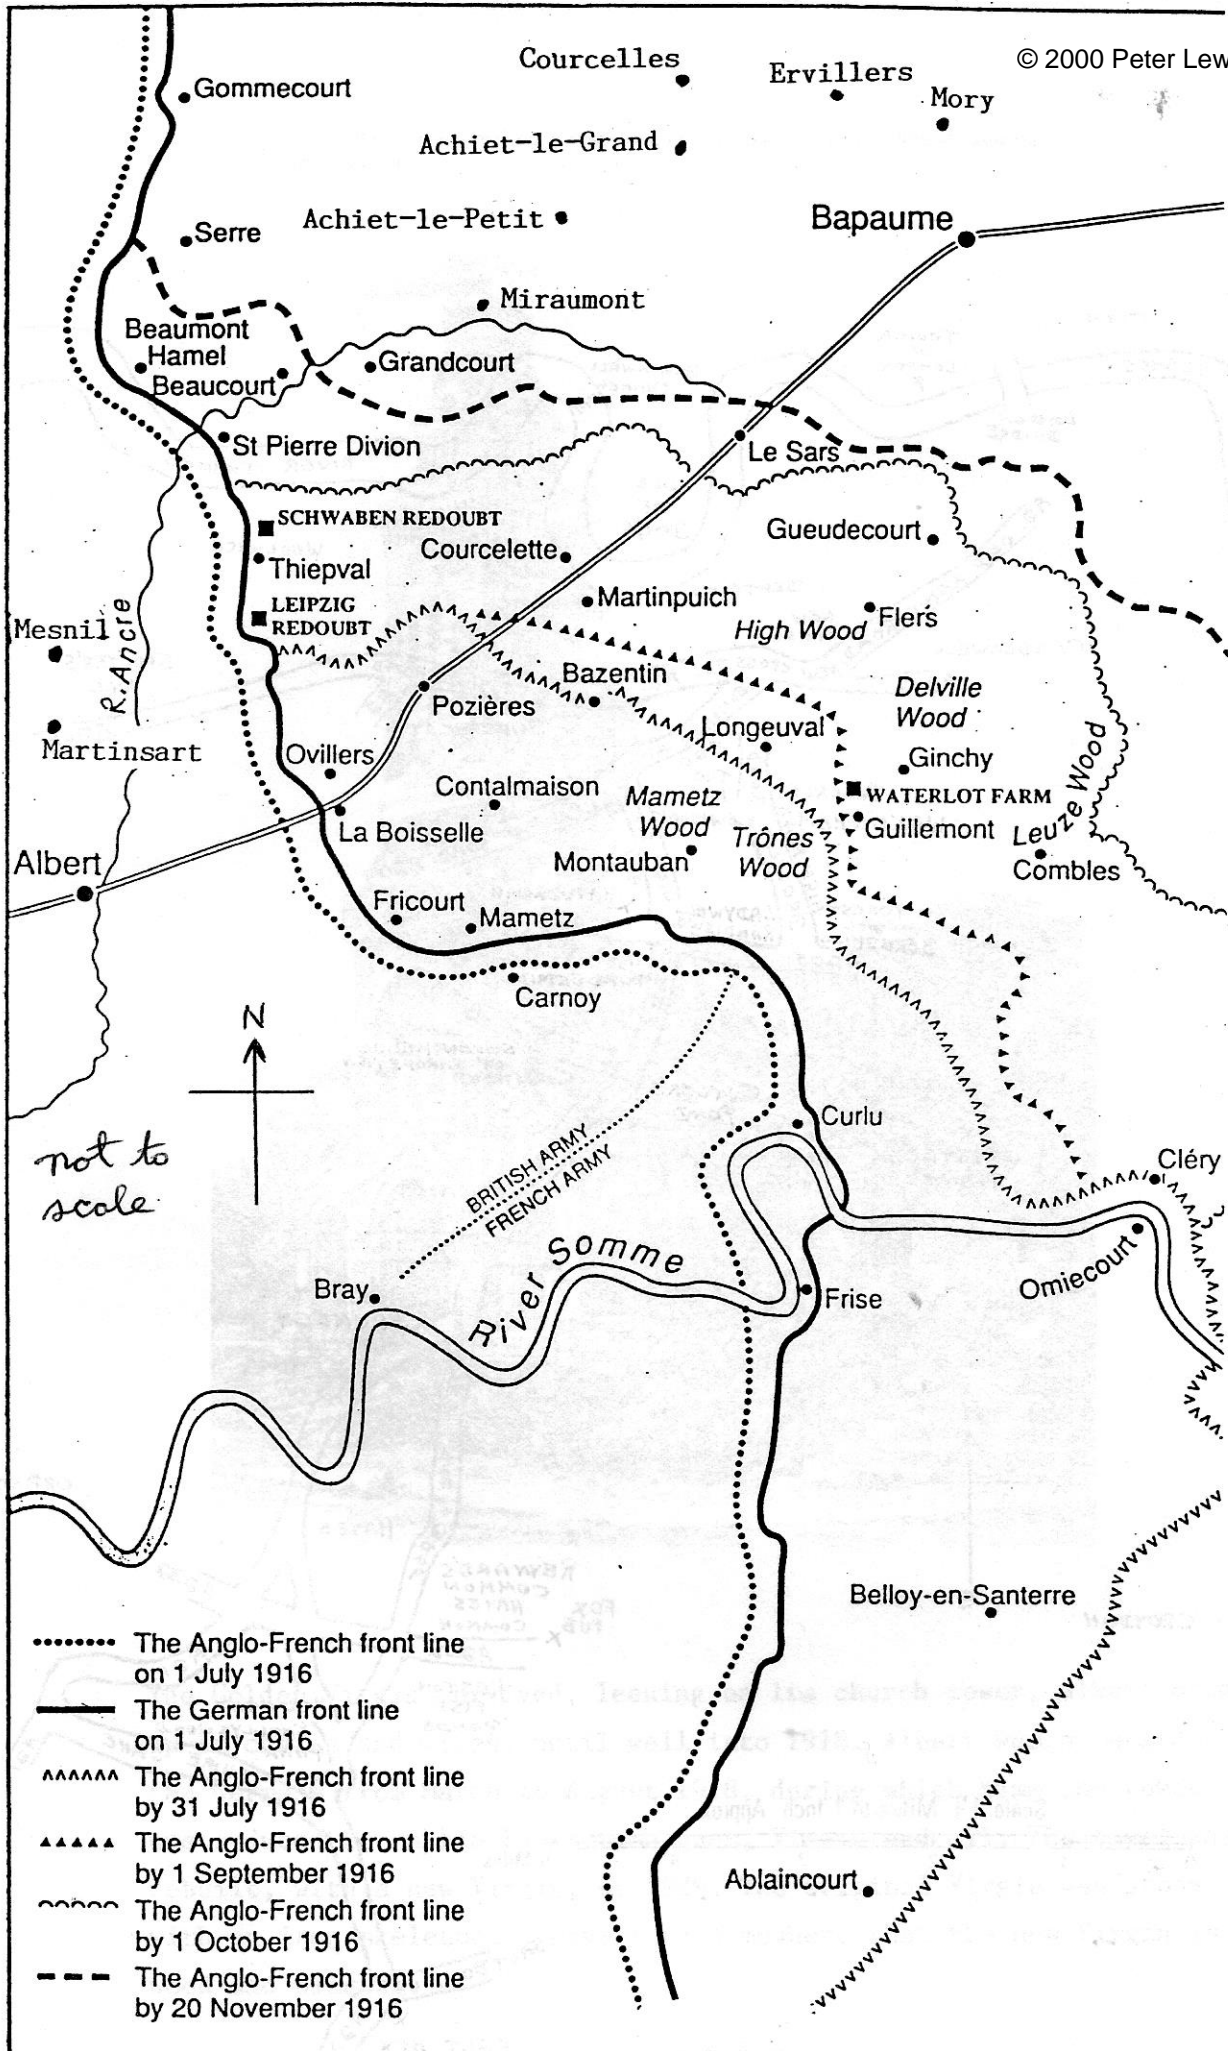 © 2000 Peter Lew
Courcelles
Ervillers
Mory
Gommecourt
Achiet-le-Grand
Achiet-le-Petit
Bapaume
Serre
Miraumont
Beaumont
Hamel
Beaucourt
Grandcourt
St Pierre Divion
Le Sars
SCHWABEN REDOUBT
Courcelette
Gueudecourt
Thiepval
LEIPZIG
REDOUBT
Martinpuich
High Wood
Flers
Mesnil
R. Ancre
Bazentin
Delville
Wood
Pozières
Longeuval
Martinsart
Ovillers
Ginchy
Contalmaison
Mametz
Wood
WATERLOT FARM
Leuze Wood
La Boisselle
Trônes
Wood
Guillemont
Montauban
Combles
Albert
Fricourt
Mametz
Carnoy
N
not to
scale
Curlu
BRITISH ARMY
FRENCH ARMY
Cléry
River Somme
Omiecourt
Bray
Frise
Belloy-en-Santerre
Ablaincourt
The Anglo-French front line
on 1 July 1916
The German front line
on 1 July 1916
The Anglo-French front line
by 31 July 1916
The Anglo-French front line
by 1 September 1916
The Anglo-French front line
by 1 October 1916
The Anglo-French front line
by 20 November 1916